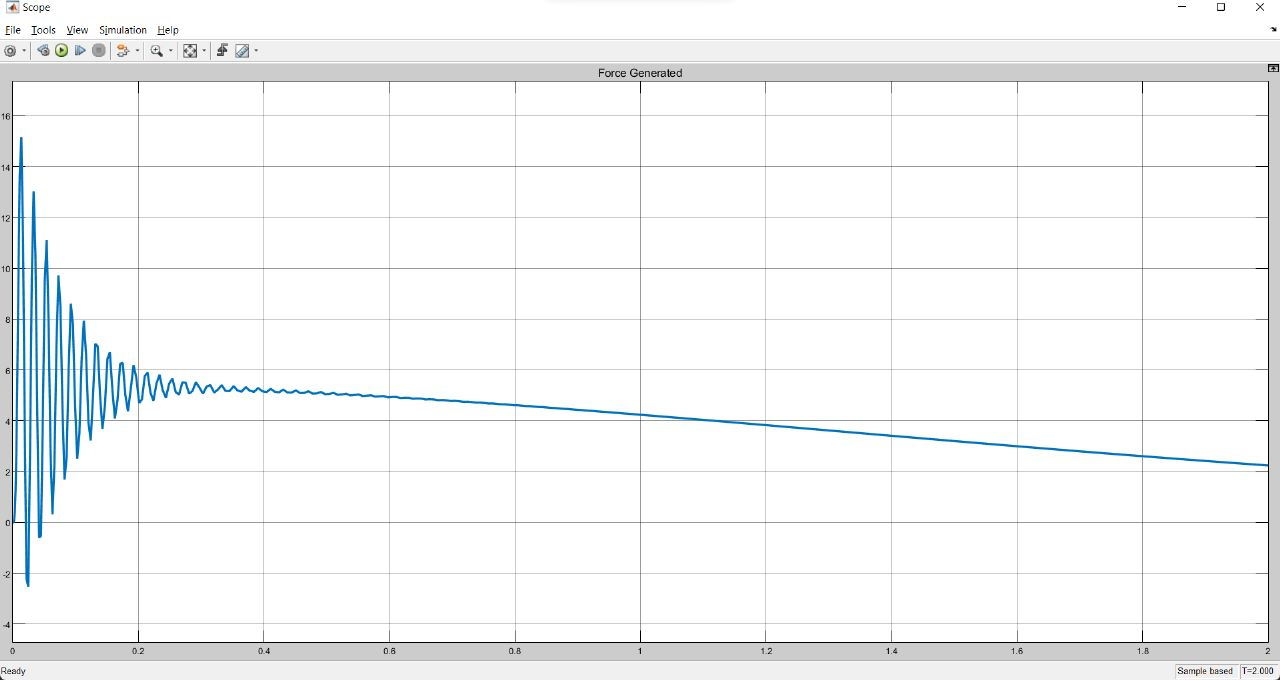 Scope
File Tools View Simulation Help
Force Generated
16
14
12
10
8
6
4
2
0
-2
-4
0 0.2 0.4 0.6 0.8 1 1.2 1.4 1.6 1.8 2
Ready Sample based T=2.000